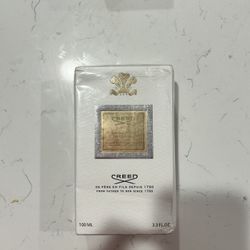 CREED
DE PÈRE EN FILS DEPUIS 1760
FROM FATHER TO SON SINCE 1760
100 ML
3.3 FL.OZ